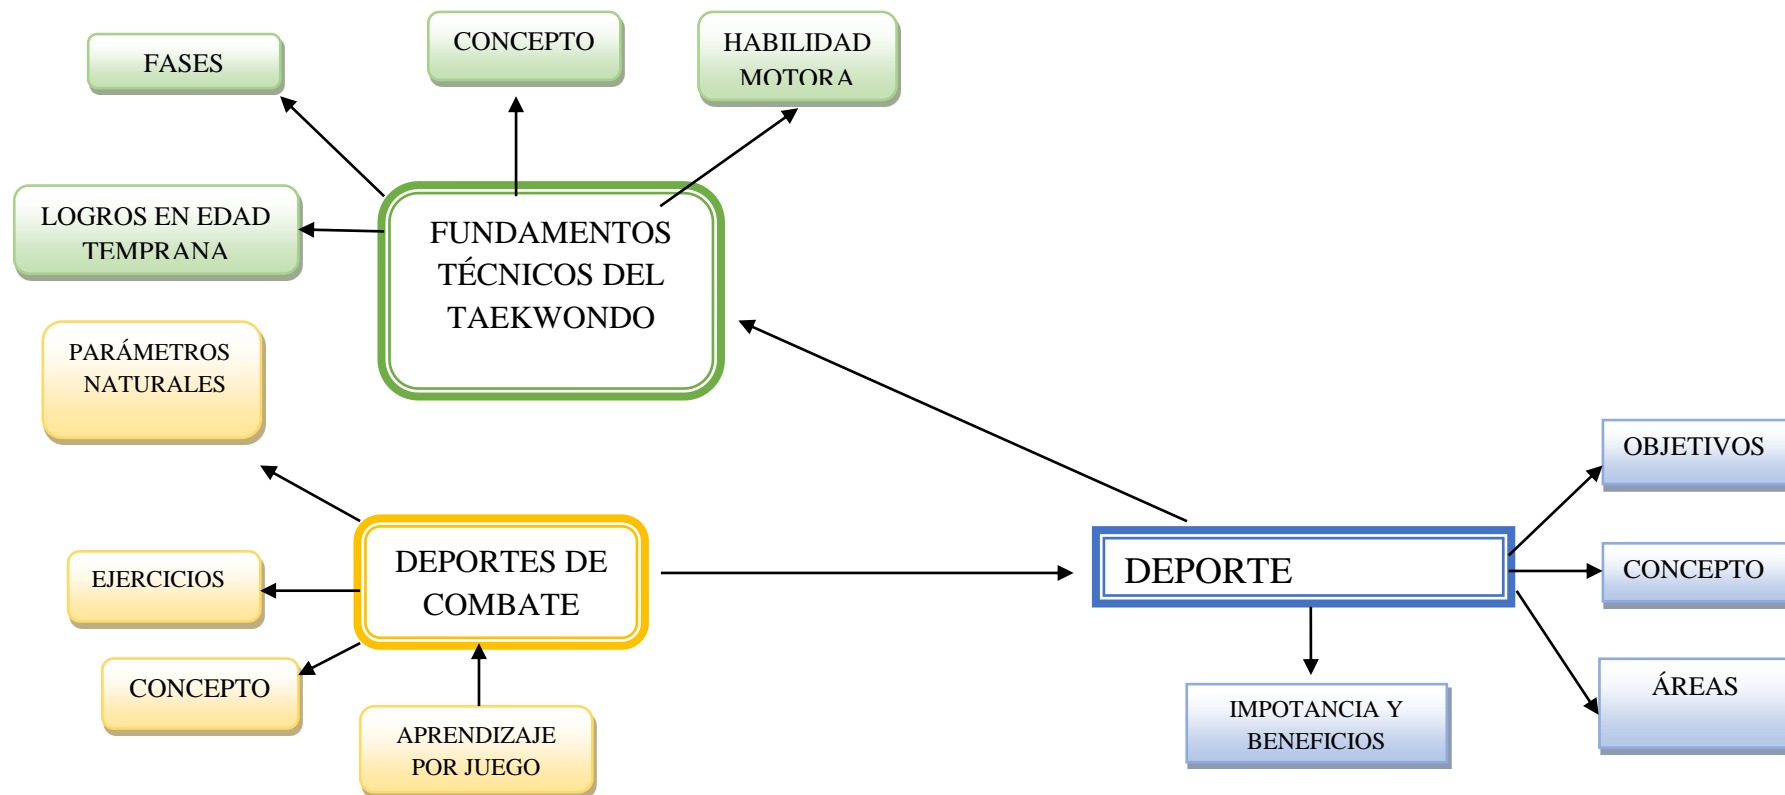 FASES
CONCEPTO
HABILIDAD
MOTORA
LOGROS EN EDAD
TEMPRANA
FUNDAMENTOS
TÉCNICOS DEL
TAEKWONDO
PARÁMETROS
NATURALES
EJERCICIOS
CONCEPTO
DEPORTES DE
COMBATE
APRENDIZAJE
POR JUEGO
DEPORTE
OBJETIVOS
CONCEPTO
ÁREAS
IMPOTANCIA Y
BENEFICIOS